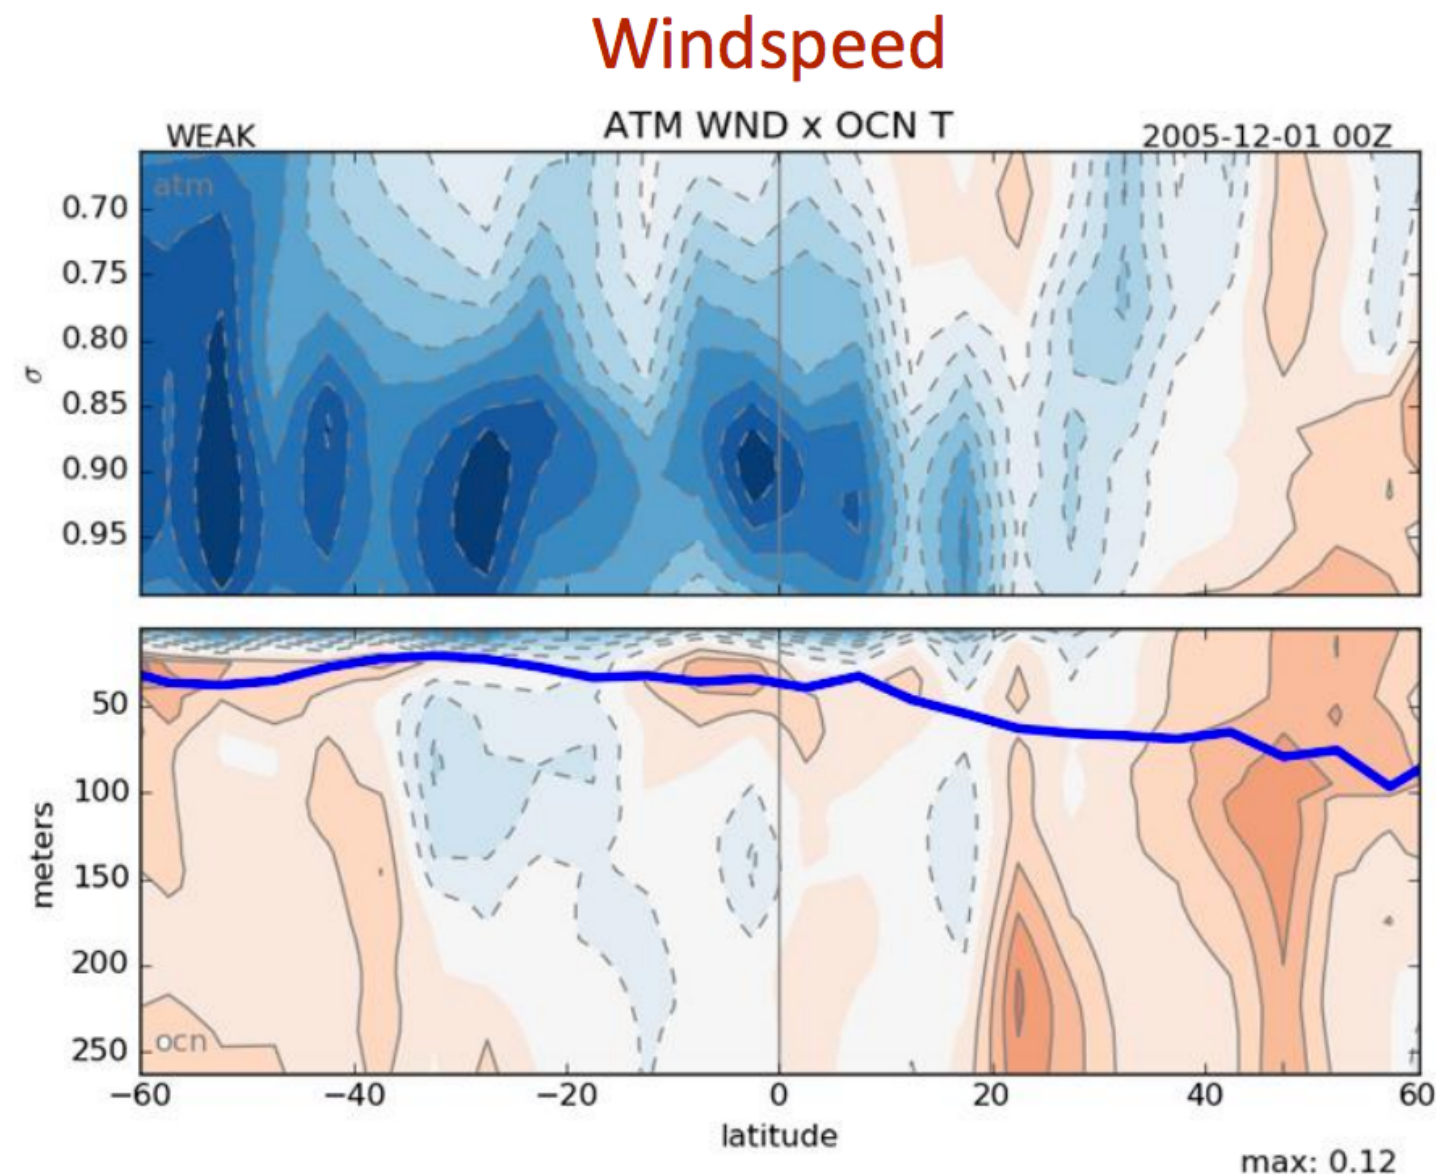 Windspeed
WEAK
ATM WND x OCN T
2005-12-01 00Z
atm
0.70
0.75
0.80
σ
0.85
0.90
0.95
50
100
meters
150
200
ocn
250
−60
−40
−20
0
20
40
60
latitude
max: 0.12